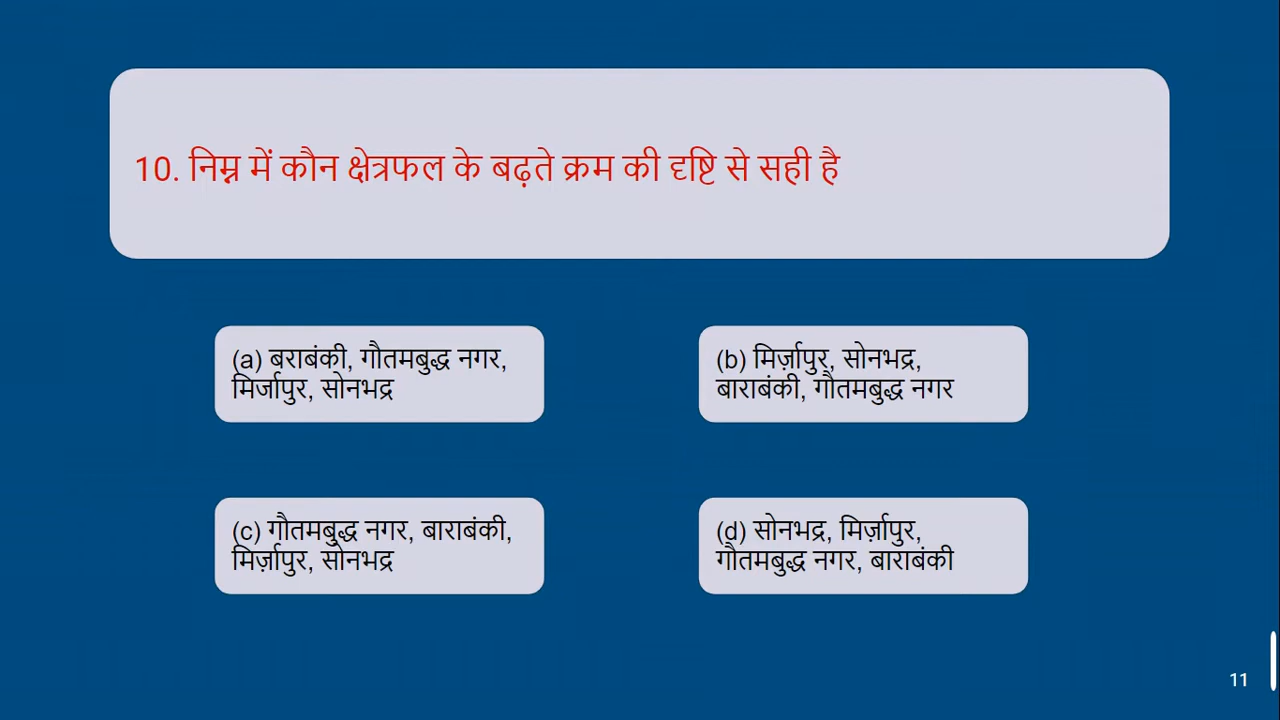 10. निम्न में कौन क्षेत्रफल के बढ़ते क्रम की दृष्टि से सही है
(a) बराबंकी, गौतमबुद्ध नगर,
मिर्जापुर, सोनभद्र
(b) मिर्ज़ापुर, सोनभद्र,
बाराबंकी, गौतमबुद्ध नगर
(c) गौतमबुद्ध नगर, बाराबंकी,
मिर्ज़ापुर, सोनभद्र
(d) सोनभद्र, मिर्ज़ापुर,
गौतमबुद्ध नगर, बाराबंकी
11